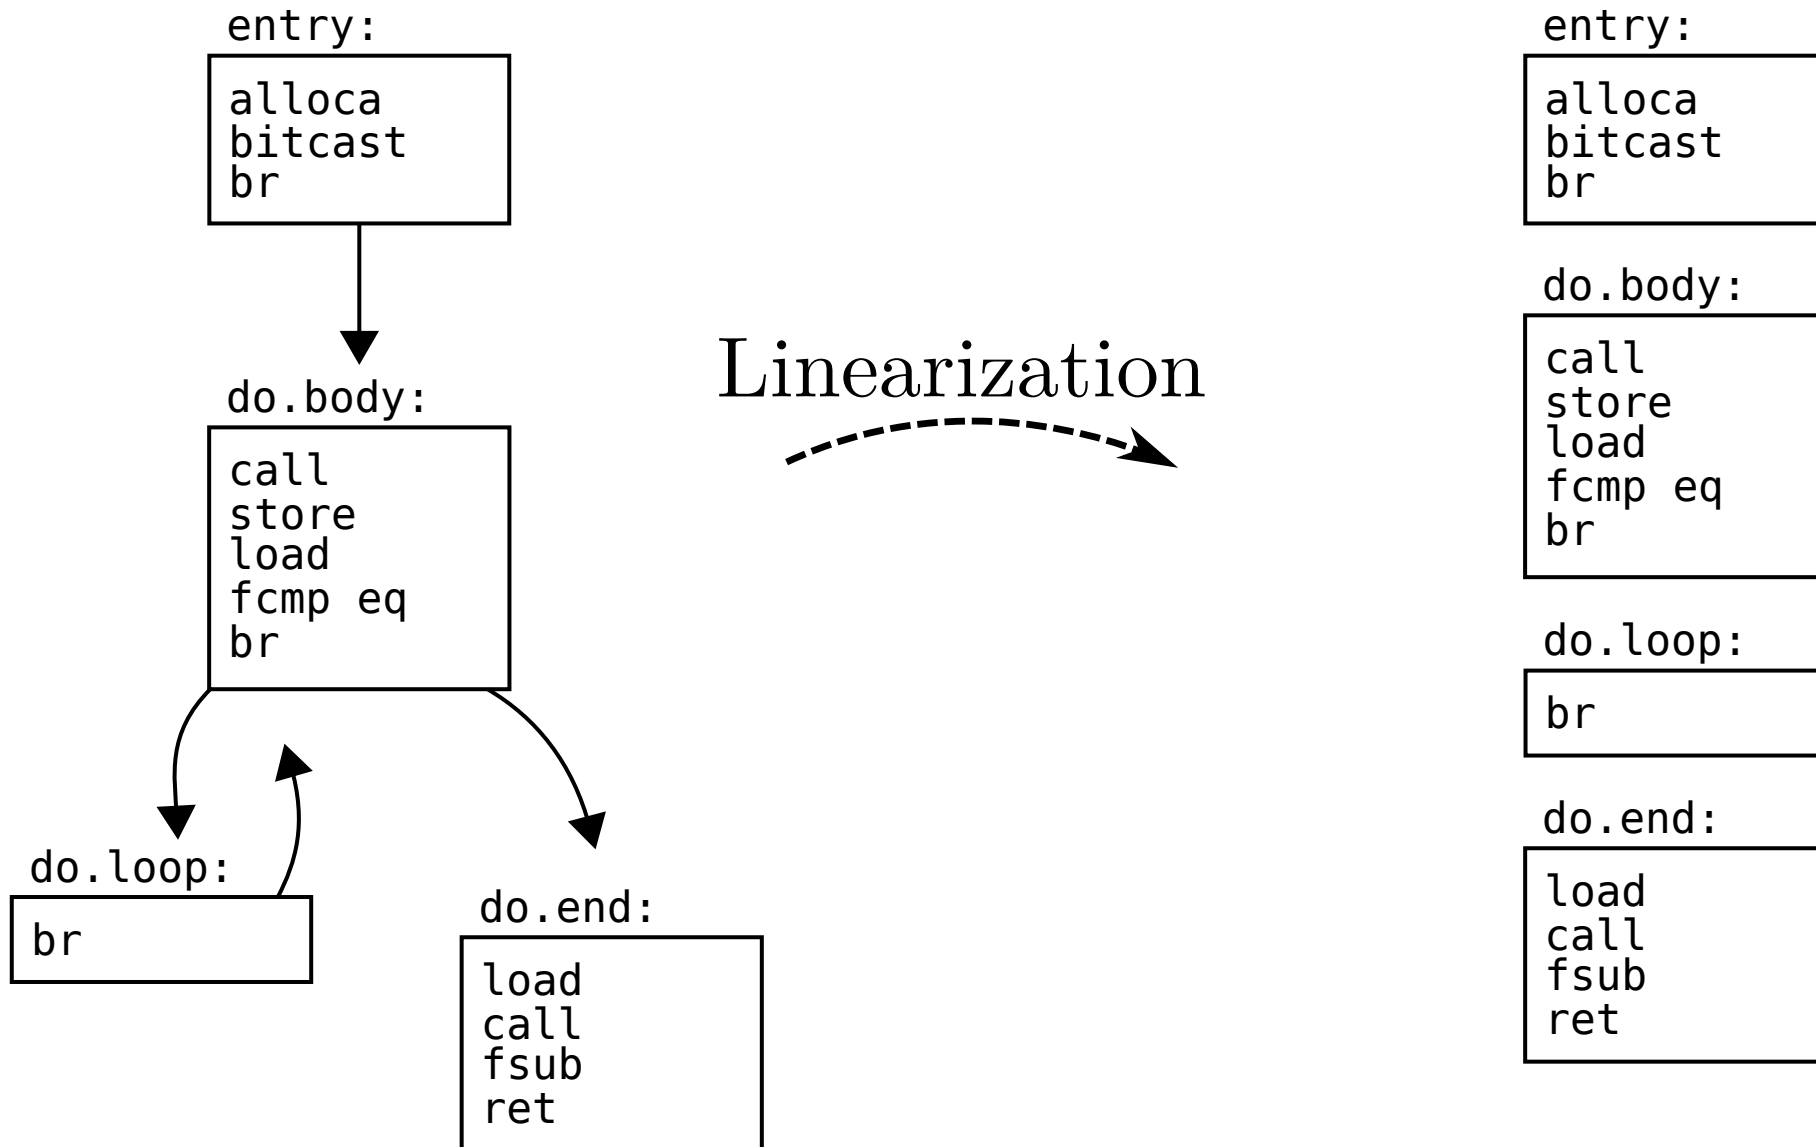 entry:
alloca
bitcast
br
do.body:
call
store
load
fcmp eq
br
do.loop:
br
do.end:
load
call
fsub
ret
Linearization
entry:
alloca
bitcast
br
do.body:
call
store
load
fcmp eq
br
do.loop:
br
do.end:
load
call
fsub
ret